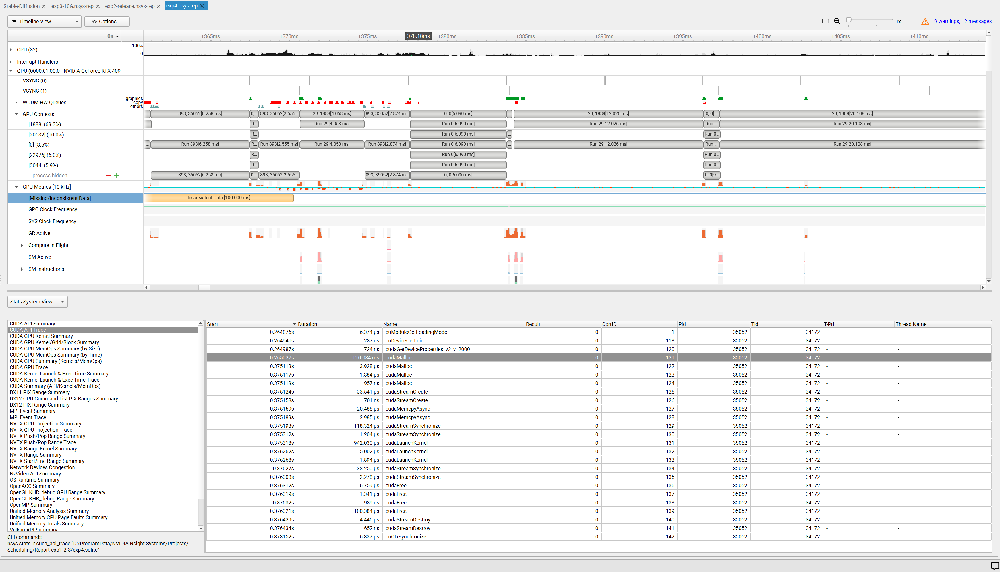 Stable-Diffusion exp3-10G.nsys-rep exp2-release.nsys-rep exp4.nsys-rep
Timeline View Options... 1x 19 warnings, 12 messages
0s +365ms +370ms +375ms 378.18ms +380ms +385ms +390ms +395ms +400ms +405ms +410ms
CPU (32) 100% 0
Interrupt Handlers
GPU (0000:01:00.0 - NVIDIA GeForce RTX 409
VSYNC (0)
VSYNC (1)
WDDM HW Queues graphics copy others
GPU Contexts ... 893, 35052[6.258 ms] 0,... 893, 35052[2.555... 29, 1888[4.058 ms] 893, 35052[2.874 m... 0, 0[6.090 ms] ... 29, 1888[12.026 ms] 0, 0[... 29, 1888[20.108 ms]
[1888] (69.3%) ... R... Run 29[4.058 ms] Run 0[6.090 ms] Run 29[12.026 ms] Run ... Run 29[20.108 ms]
[20532] (10.0%) R... Run 0[6.090 ms] ... Run 0...
[0] (8.5%) ... Run 893[6.258 ms] R... Run 893[2.555 ms] Run 29[4.058 ms] Run 893[2.874 ms] Run 0[6.090 ms] ... Run 29[12.026 ms] Run ... Run 29[20.108 ms]
[22976] (6.0%) R... Run 0[6.090 ms] Run 0...
[3044] (5.9%) R... Run 0[6.090 ms] Run 0...
1 process hidden... 893, 35052[6.258 ms] 0,... 893, 35052[2.555... 893, 35052[2.874 m... 0, 0[6.090 ms] 0, 0[9...
GPU Metrics [10 kHz]
[Missing/Inconsistent Data] Inconsistent Data [100.000 ms]
GPC Clock Frequency
SYS Clock Frequency
GR Active
Compute in Flight
SM Active
SM Instructions
Stats System View
CUDA API Summary
CUDA API Trace
CUDA GPU Kernel Summary
CUDA GPU Kernel/Grid/Block Summary
CUDA GPU MemOps Summary (by Size)
CUDA GPU MemOps Summary (by Time)
CUDA GPU Summary (Kernels/MemOps)
CUDA GPU Trace
CUDA Kernel Launch & Exec Time Summary
CUDA Kernel Launch & Exec Time Trace
CUDA Summary (API/Kernels/MemOps)
DX11 PIX Range Summary
DX12 GPU Command List PIX Ranges Summary
DX12 PIX Range Summary
MPI Event Summary
MPI Event Trace
NVTX GPU Projection Summary
NVTX GPU Projection Trace
NVTX Push/Pop Range Summary
NVTX Push/Pop Range Trace
NVTX Range Kernel Summary
NVTX Range Summary
NVTX Start/End Range Summary
Network Devices Congestion
NvVideo API Summary
OS Runtime Summary
OpenACC Summary
OpenGL KHR_debug GPU Range Summary
OpenGL KHR_debug Range Summary
OpenMP Summary
Unified Memory Analysis Summary
Unified Memory CPU Page Faults Summary
Unified Memory Totals Summary
Vulkan API Summary
CLI command::
nsys stats -r cuda_api_trace "D:/ProgramData/NVIDIA Nsight Systems/Projects/
Scheduling/Report-exp1-2-3/exp4.sqlite"
Start Duration Name Result CorrID Pid Tid T-Pri Thread Name
0.264876s 6.374 μs cuModuleGetLoadingMode 0 1 35052 34172 - -
0.264941s 287 ns cuDeviceGetLuid 0 118 35052 34172 - -
0.264987s 724 ns cudaGetDeviceProperties_v2_v12000 0 120 35052 34172 - -
0.265027s 110.084 ms cudaMalloc 0 121 35052 34172 - -
0.375113s 3.928 μs cudaMalloc 0 122 35052 34172 - -
0.375117s 1.384 μs cudaMalloc 0 123 35052 34172 - -
0.375119s 957 ns cudaMalloc 0 124 35052 34172 - -
0.375124s 33.541 μs cudaStreamCreate 0 125 35052 34172 - -
0.375158s 701 ns cudaStreamCreate 0 126 35052 34172 - -
0.375169s 20.485 μs cudaMemcpyAsync 0 127 35052 34172 - -
0.375189s 2.985 μs cudaMemcpyAsync 0 128 35052 34172 - -
0.375193s 118.324 μs cudaStreamSynchronize 0 129 35052 34172 - -
0.375312s 1.204 μs cudaStreamSynchronize 0 130 35052 34172 - -
0.375318s 942.030 μs cudaLaunchKernel 0 131 35052 34172 - -
0.376262s 5.002 μs cudaLaunchKernel 0 132 35052 34172 - -
0.376268s 1.894 μs cudaLaunchKernel 0 133 35052 34172 - -
0.37627s 38.250 μs cudaStreamSynchronize 0 134 35052 34172 - -
0.376308s 2.278 μs cudaStreamSynchronize 0 135 35052 34172 - -
0.376312s 6.759 μs cudaFree 0 136 35052 34172 - -
0.376319s 1.341 μs cudaFree 0 137 35052 34172 - -
0.37632s 989 ns cudaFree 0 138 35052 34172 - -
0.376321s 100.384 μs cudaFree 0 139 35052 34172 - -
0.376429s 4.446 μs cudaStreamDestroy 0 140 35052 34172 - -
0.376434s 652 ns cudaStreamDestroy 0 141 35052 34172 - -
0.378152s 6.337 μs cuCtxSynchronize 0 142 35052 34172 - -